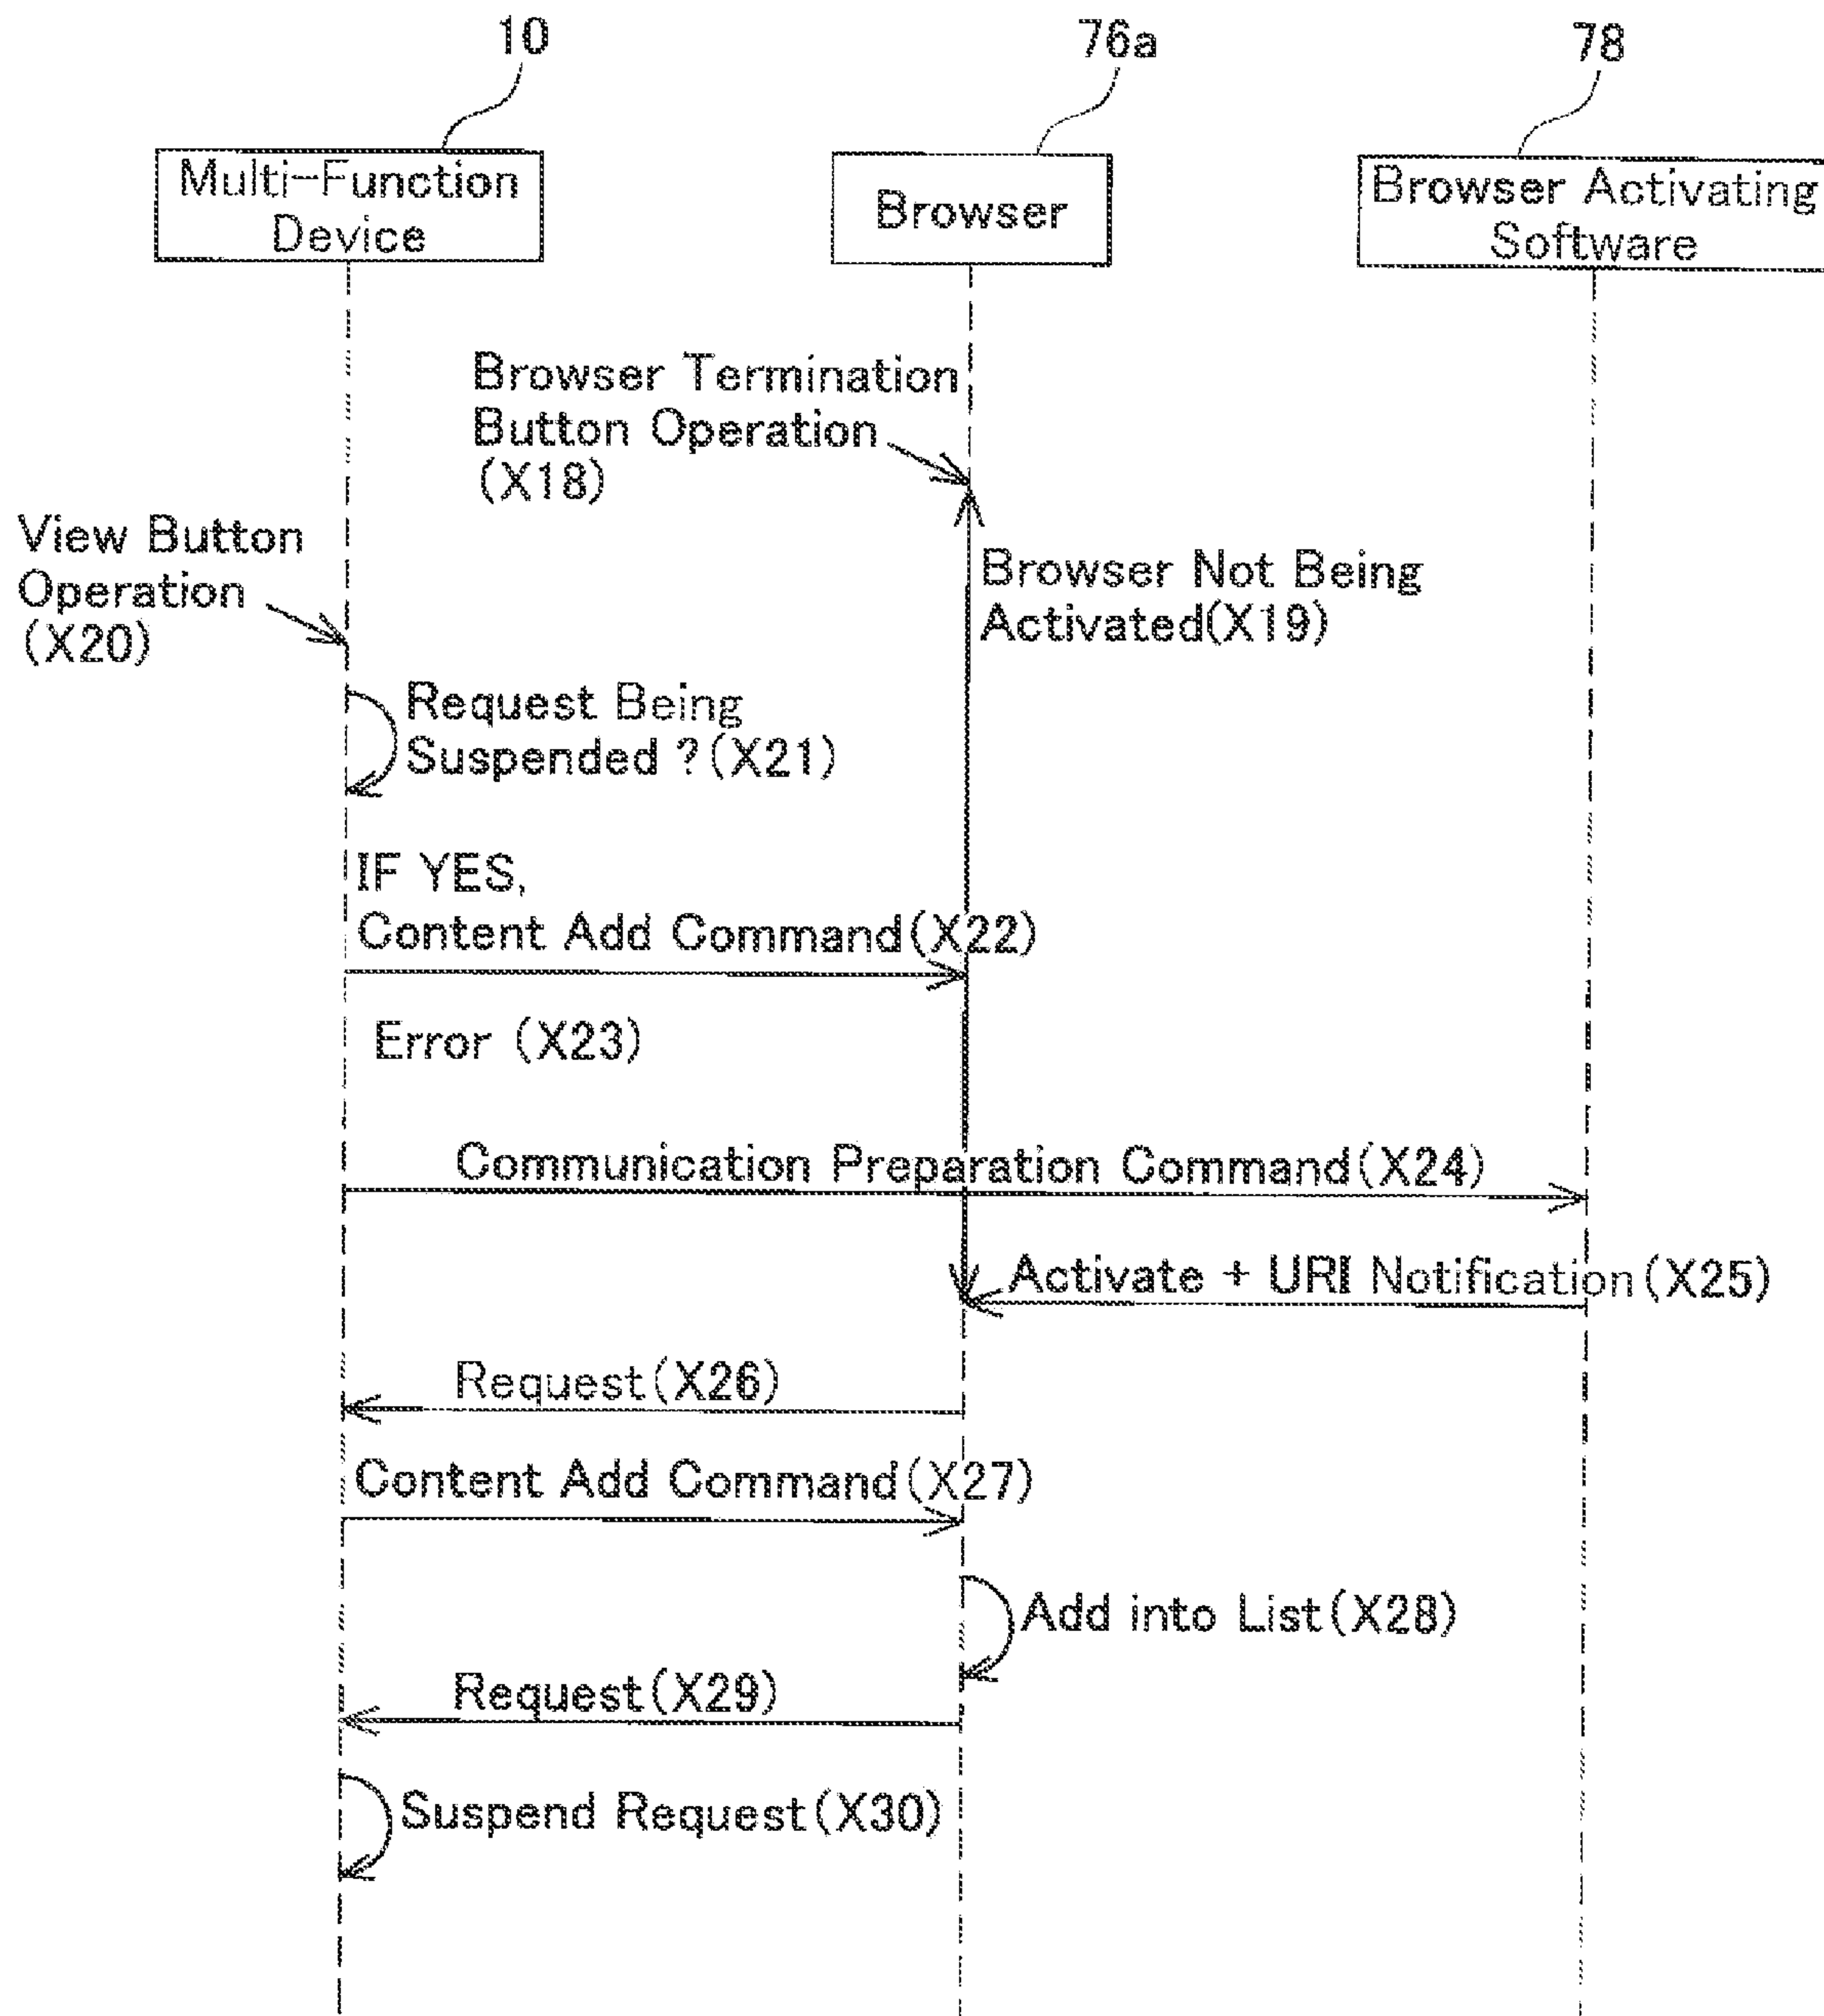 10
76a
78
Multi-Function
Device
Browser
Browser Activating
Software
Browser Termination
Button Operation
(X18)
View Button
Operation
(X20)
Browser Not Being
Activated(X19)
Request Being
Suspended ?(X21)
IF YES,
Content Add Command(X22)
Error (X23)
Communication Preparation Command(X24)
Activate + URI Notification(X25)
Request(X26)
Content Add Command(X27)
Add into List(X28)
Request(X29)
Suspend Request(X30)